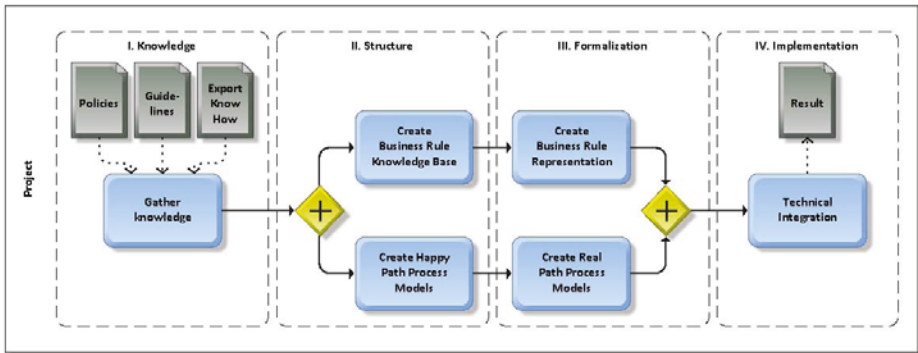 Project
I. Knowledge
Policies
Guide-
lines
Export
Know
How
Gather
knowledge
II. Structure
Create
Business Rule
Knowledge Base
Create Happy
Path Process
Models
III. Formalization
Create
Business Rule
Representation
Create Real
Path Process
Models
IV. Implementation
Result
Technical
Integration